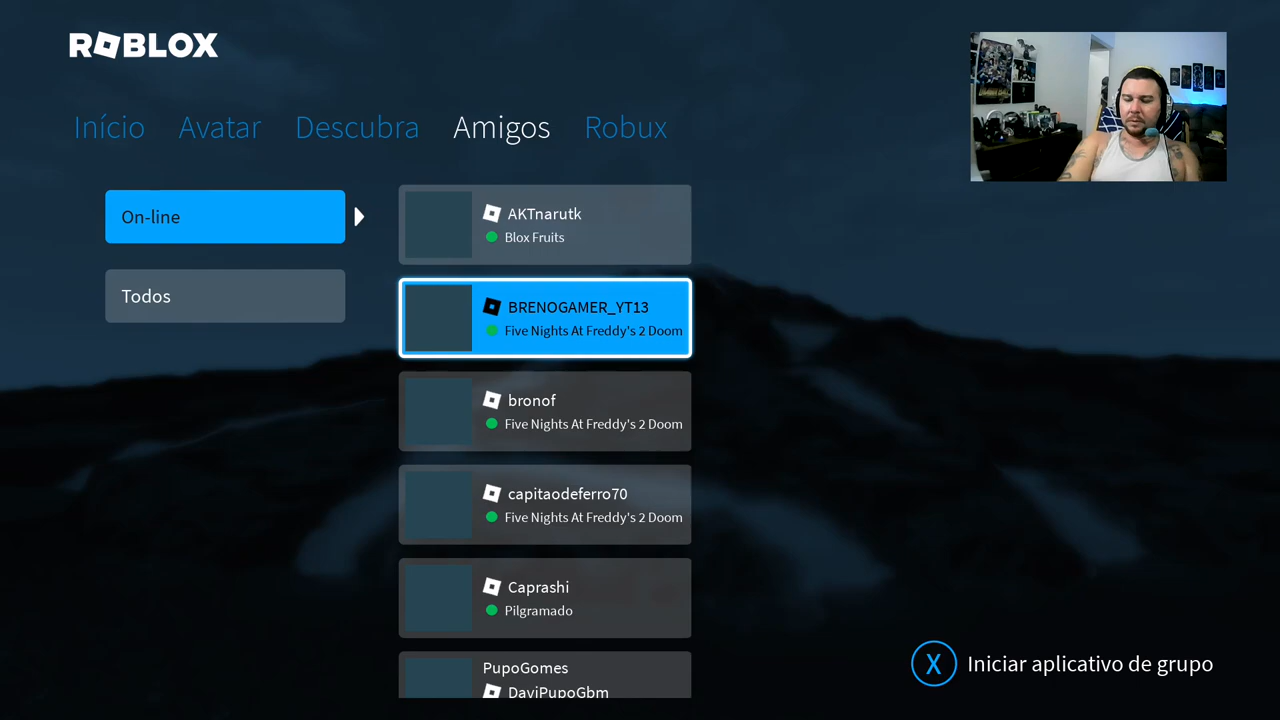 ROBLOX
Início Avatar Descubra Amigos Robux
On-line
Todos
AKTnarutk
Blox Fruits
BRENOGAMER_YT13
Five Nights At Freddy's 2 Doom
bronof
Five Nights At Freddy's 2 Doom
capitaodeferro70
Five Nights At Freddy's 2 Doom
Caprashi
Pilgramado
PupoGomes
DaviPupoGbm
X Iniciar aplicativo de grupo